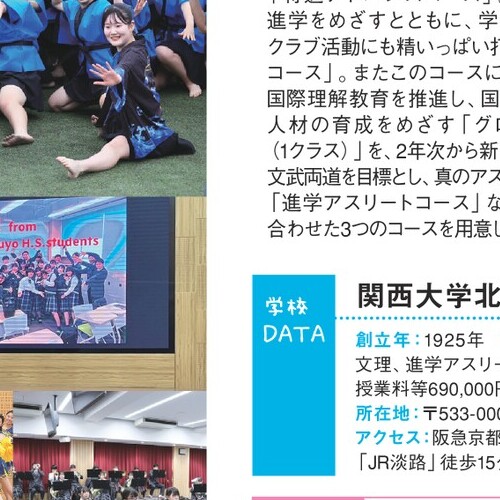 進学をめざすとともに、学
クラブ活動にも精いっぱい打
コース」。またこのコースに
国際理解教育を推進し、国
人材の育成をめざす「グロ
(1クラス)」を、2年次から新
文武両道を目標とし、真のアス
「進学アスリートコース」な
合わせた3つのコースを用意し
from
uyo H.S.students
学校
DATA
関西大学北
創立年：1925年
文理、進学アスリー
授業料等690,000円
所在地：〒533-000
アクセス：阪急京都
「JR淡路」徒歩15分